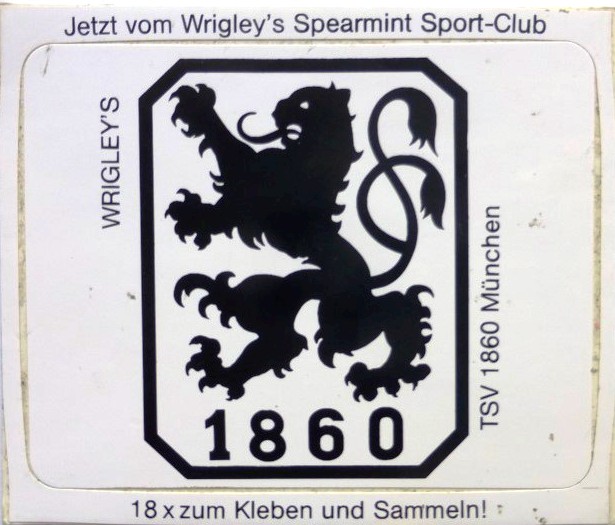 Jetzt vom Wrigley's Spearmint Sport-Club
WRIGLEY'S
TSV 1860 München
1860
18 x zum Kleben und Sammeln!